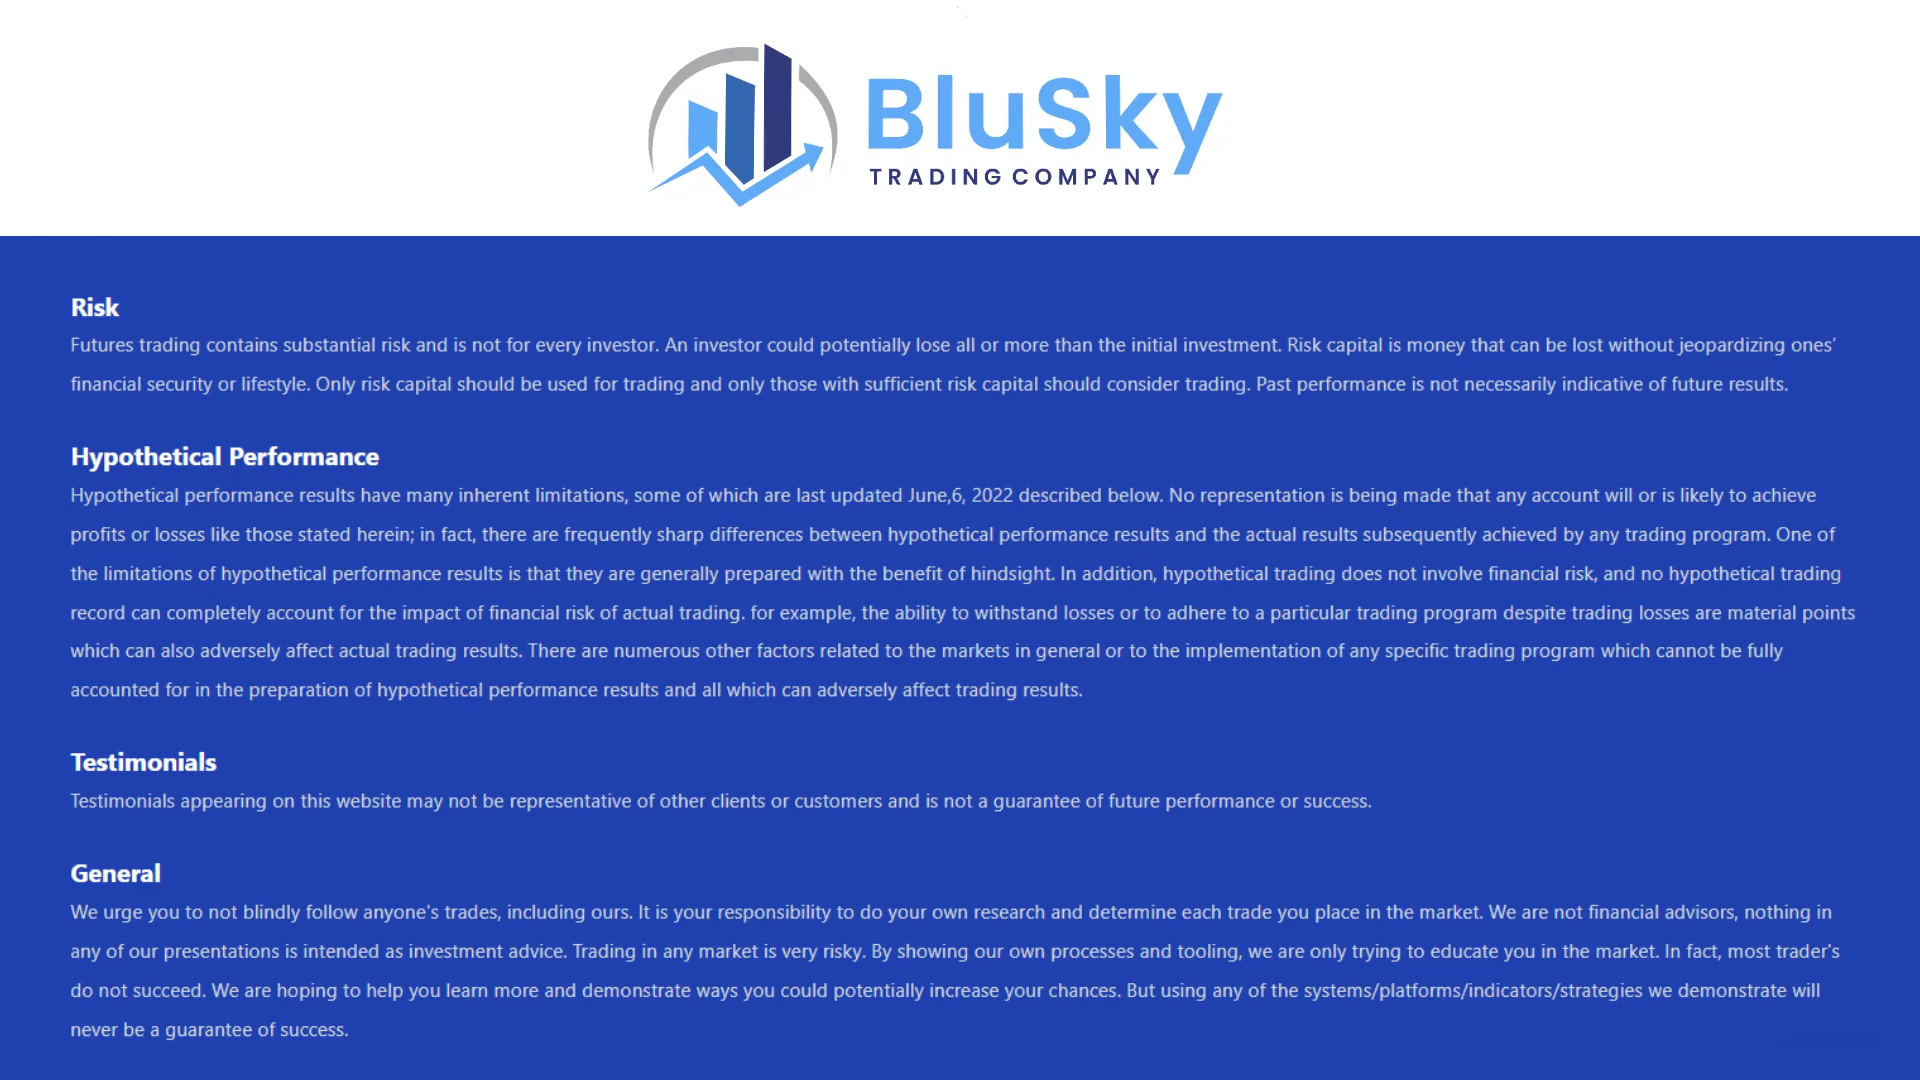 BluSky
TRADING COMPANY
Risk
Futures trading contains substantial risk and is not for every investor. An investor could potentially lose all or more than the initial investment. Risk capital is money that can be lost without jeopardizing ones’
financial security or lifestyle. Only risk capital should be used for trading and only those with sufficient risk capital should consider trading. Past performance is not necessarily indicative of future results.
Hypothetical Performance
Hypothetical performance results have many inherent limitations, some of which are last updated June,6, 2022 described below. No representation is being made that any account will or is likely to achieve
profits or losses like those stated herein; in fact, there are frequently sharp differences between hypothetical performance results and the actual results subsequently achieved by any trading program. One of
the limitations of hypothetical performance results is that they are generally prepared with the benefit of hindsight. In addition, hypothetical trading does not involve financial risk, and no hypothetical trading
record can completely account for the impact of financial risk of actual trading. for example, the ability to withstand losses or to adhere to a particular trading program despite trading losses are material points
which can also adversely affect actual trading results. There are numerous other factors related to the markets in general or to the implementation of any specific trading program which cannot be fully
accounted for in the preparation of hypothetical performance results and all which can adversely affect trading results.
Testimonials
Testimonials appearing on this website may not be representative of other clients or customers and is not a guarantee of future performance or success.
General
We urge you to not blindly follow anyone's trades, including ours. It is your responsibility to do your own research and determine each trade you place in the market. We are not financial advisors, nothing in
any of our presentations is intended as investment advice. Trading in any market is very risky. By showing our own processes and tooling, we are only trying to educate you in the market. In fact, most trader's
do not succeed. We are hoping to help you learn more and demonstrate ways you could potentially increase your chances. But using any of the systems/platforms/indicators/strategies we demonstrate will
never be a guarantee of success.